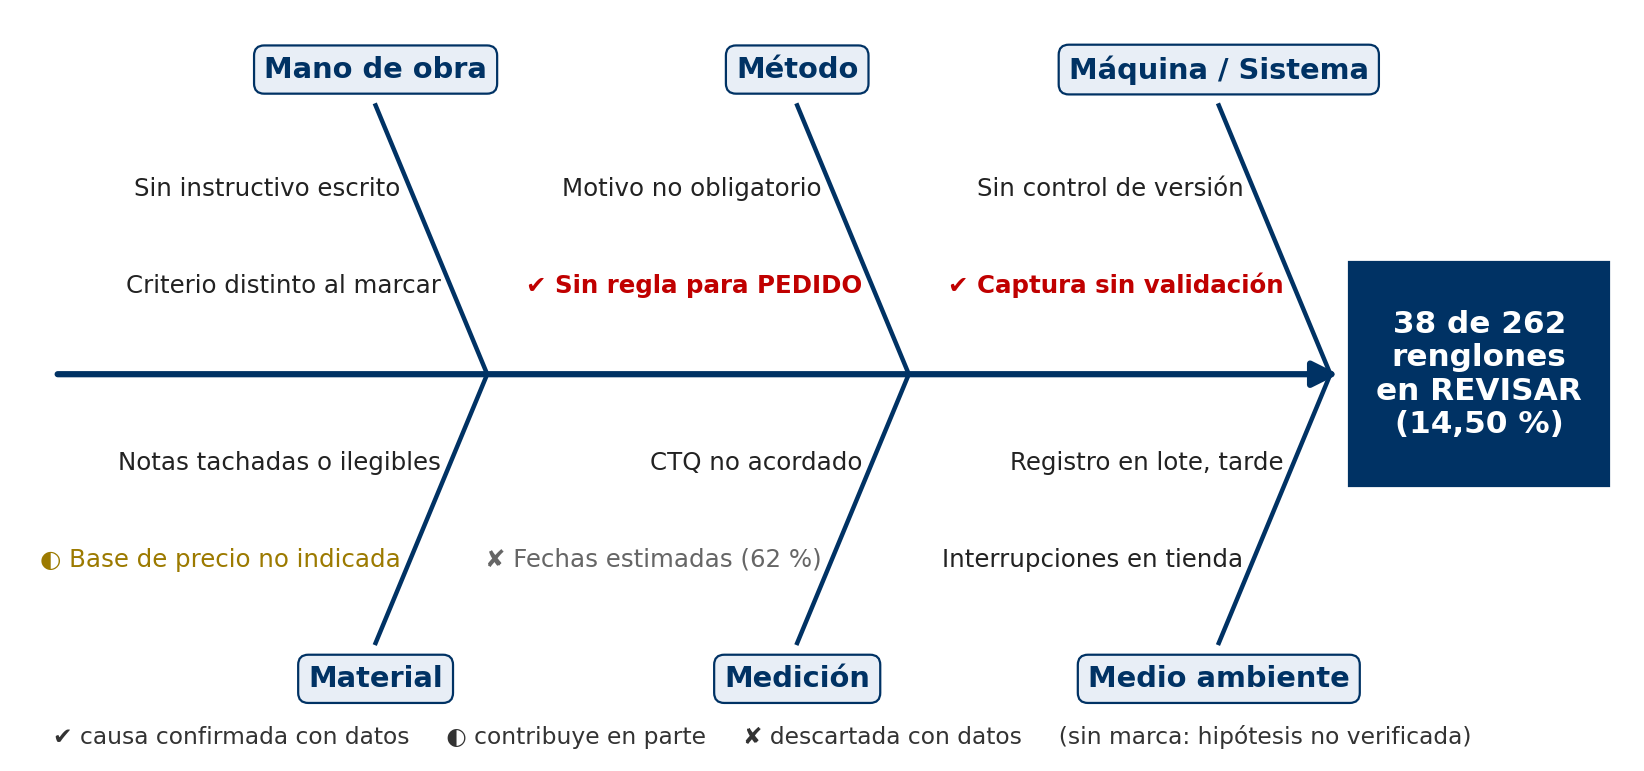 Mano de obra
Método
Máquina / Sistema
Sin instructivo escrito
Motivo no obligatorio
Sin control de versión
Criterio distinto al marcar
✔ Sin regla para PEDIDO
✔ Captura sin validación
38 de 262
renglones
en REVISAR
(14,50 %)
Notas tachadas o ilegibles
CTQ no acordado
Registro en lote, tarde
◐ Base de precio no indicada
✘ Fechas estimadas (62 %)
Interrupciones en tienda
Material
Medición
Medio ambiente
✔ causa confirmada con datos ◐ contribuye en parte ✘ descartada con datos (sin marca: hipótesis no verificada)